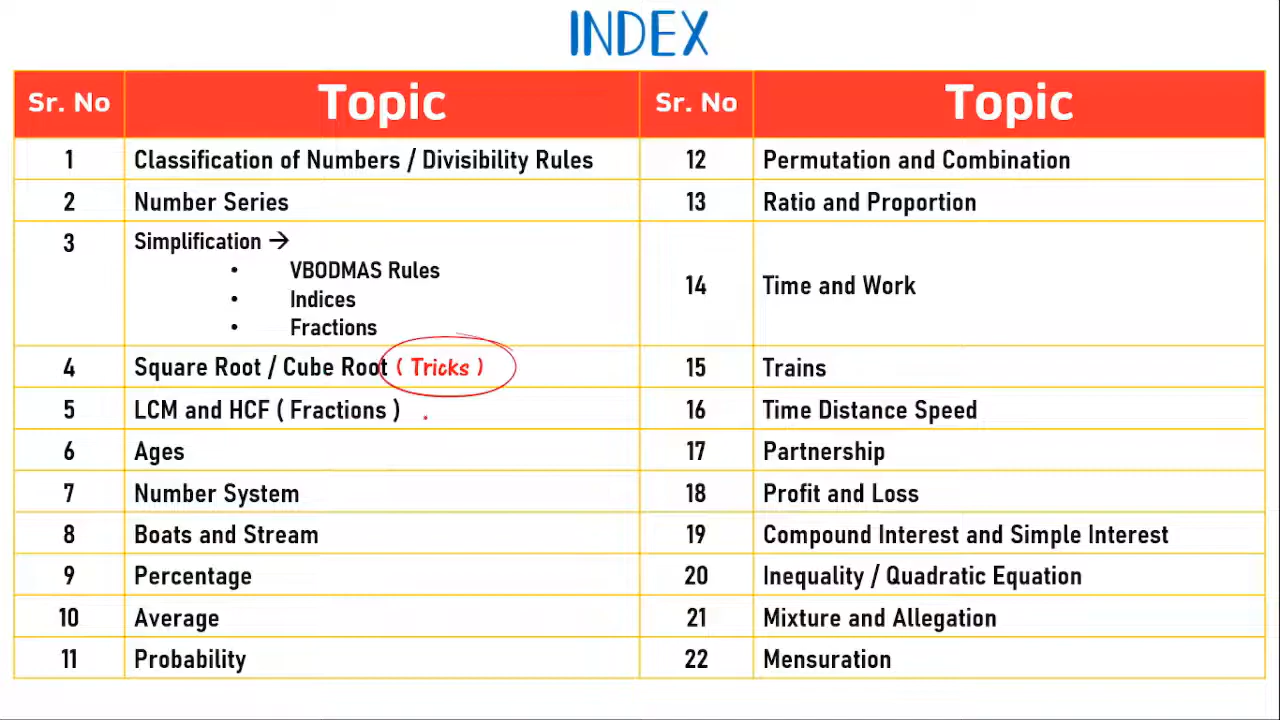 INDEX
Sr. No Topic Sr. No Topic
1 Classification of Numbers / Divisibility Rules 12 Permutation and Combination
2 Number Series 13 Ratio and Proportion
3 Simplification →
• VBODMAS Rules
• Indices
• Fractions
14 Time and Work
4 Square Root / Cube Root ( Tricks ) 15 Trains
5 LCM and HCF ( Fractions ) 16 Time Distance Speed
6 Ages 17 Partnership
7 Number System 18 Profit and Loss
8 Boats and Stream 19 Compound Interest and Simple Interest
9 Percentage 20 Inequality / Quadratic Equation
10 Average 21 Mixture and Allegation
11 Probability 22 Mensuration